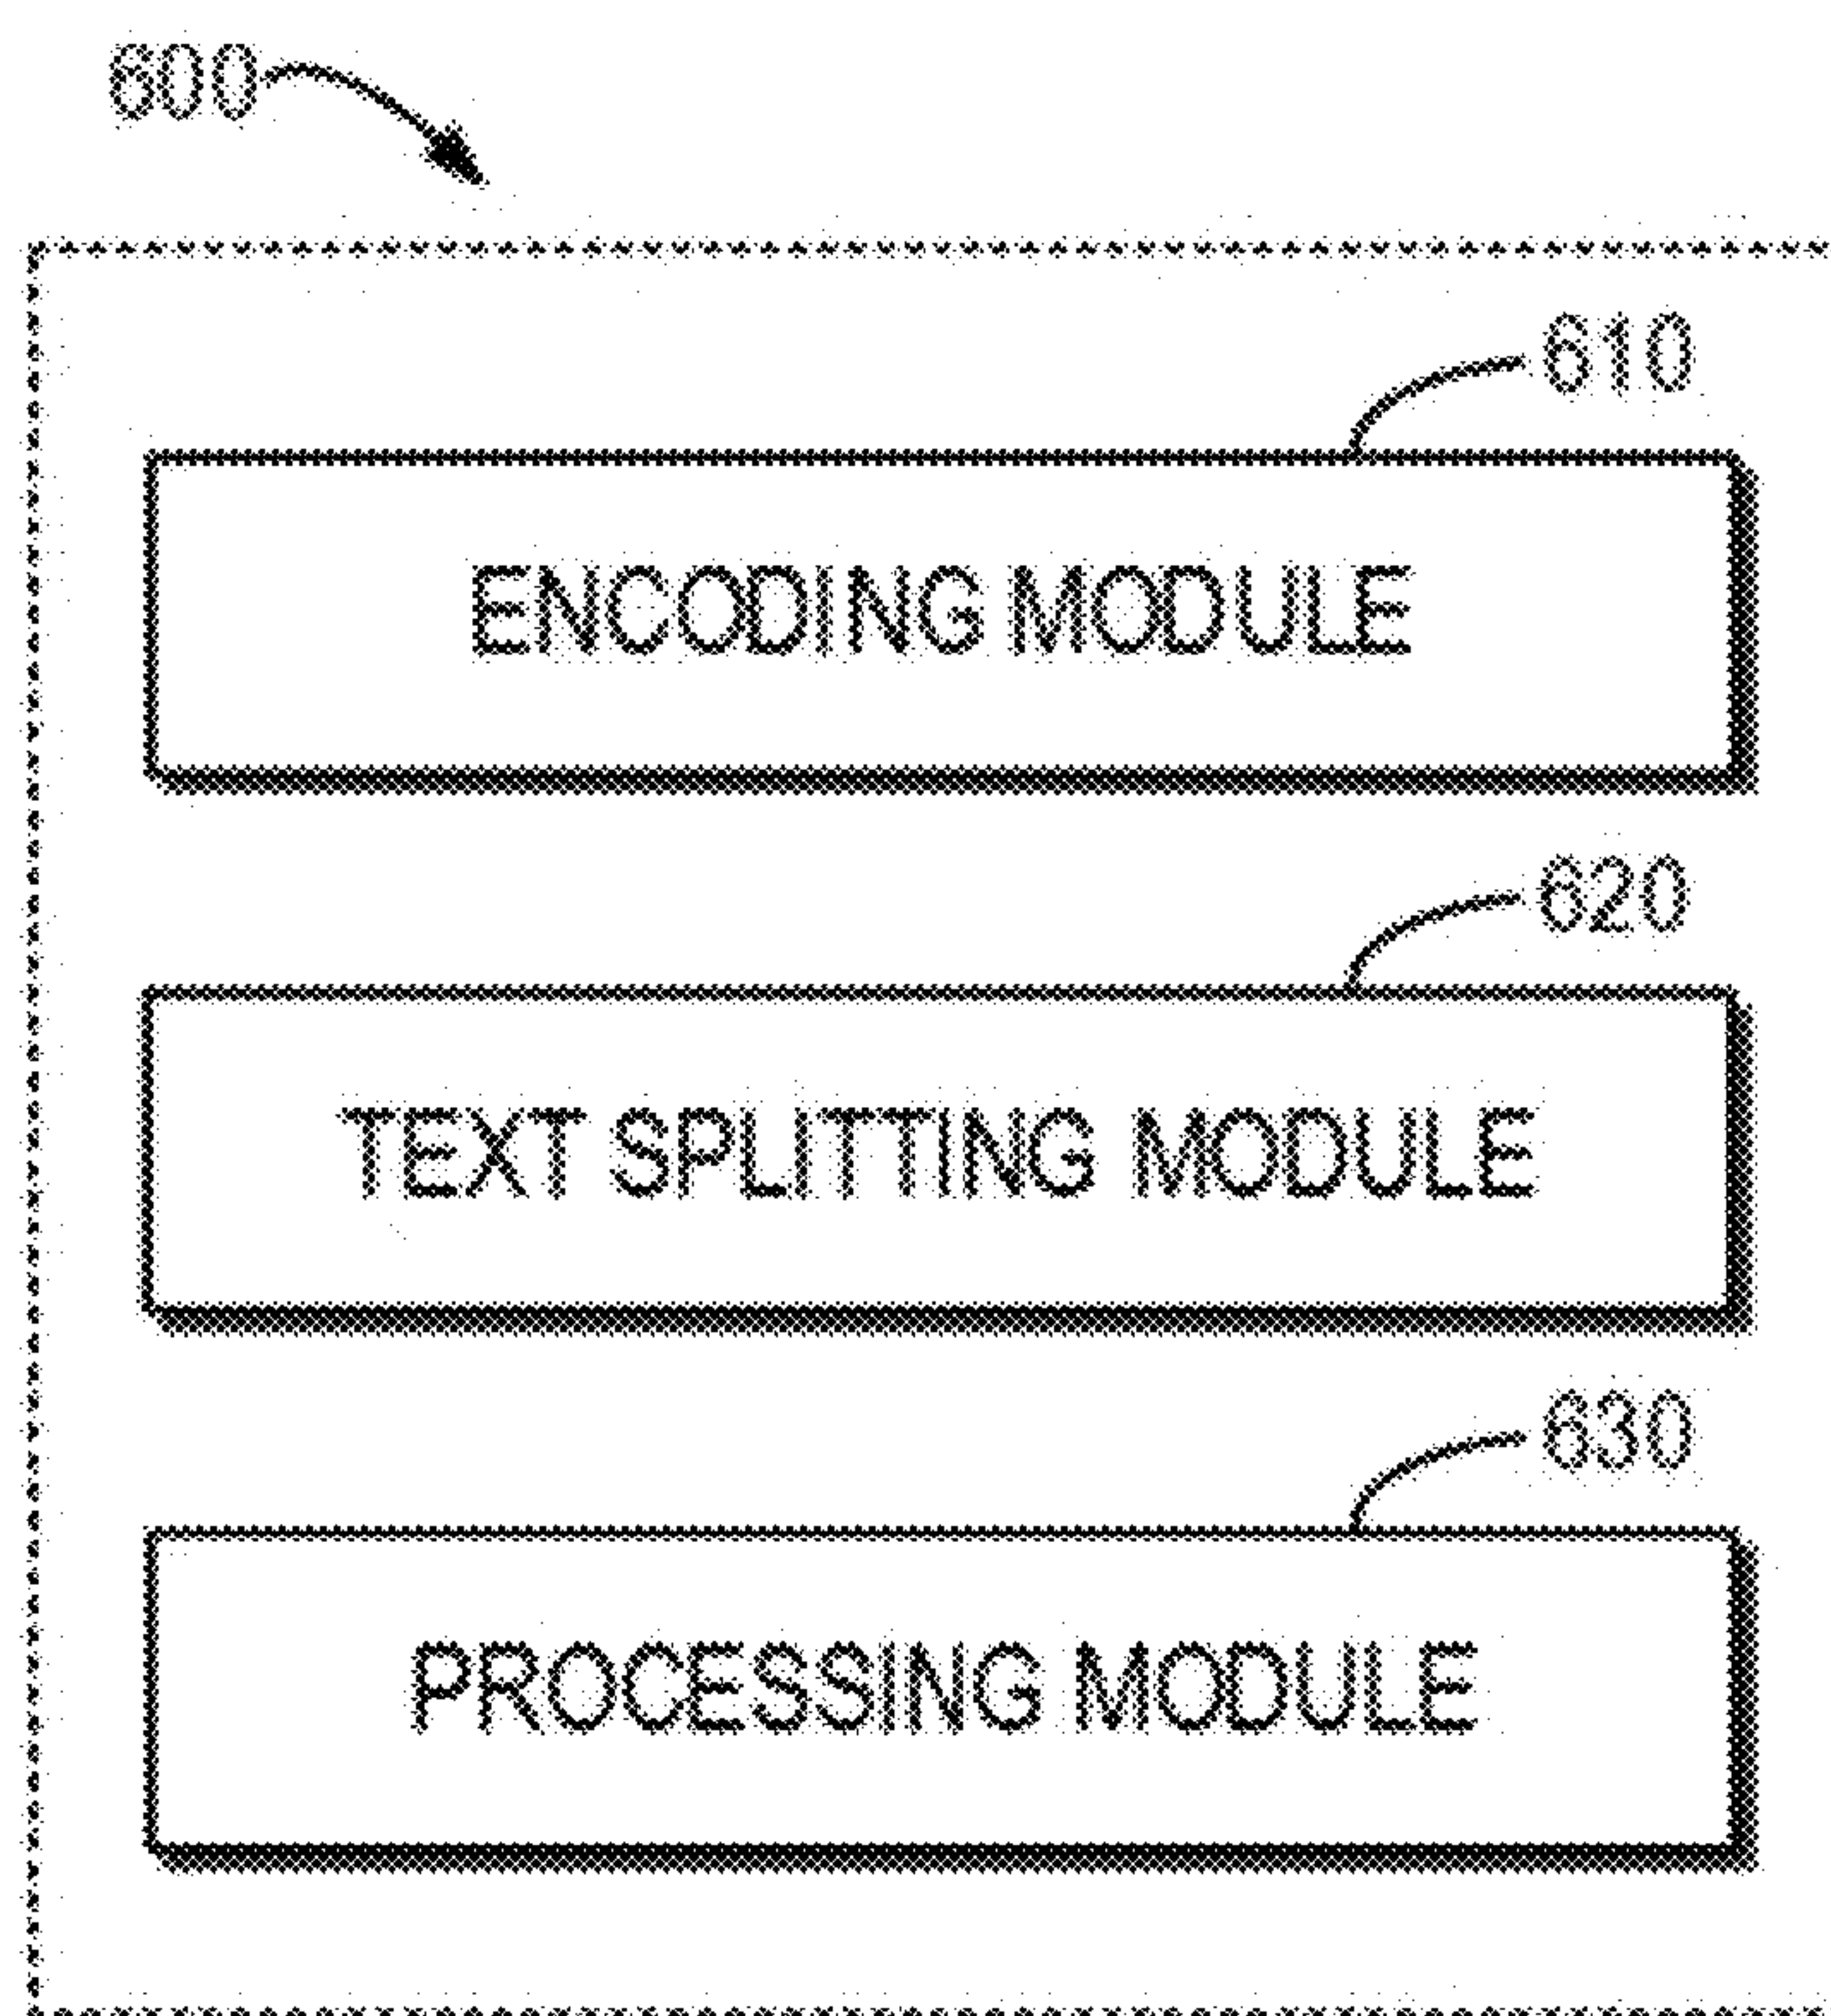 600
610
ENCODING MODULE
620
TEXT SPLITTING MODULE
630
PROCESSING MODULE